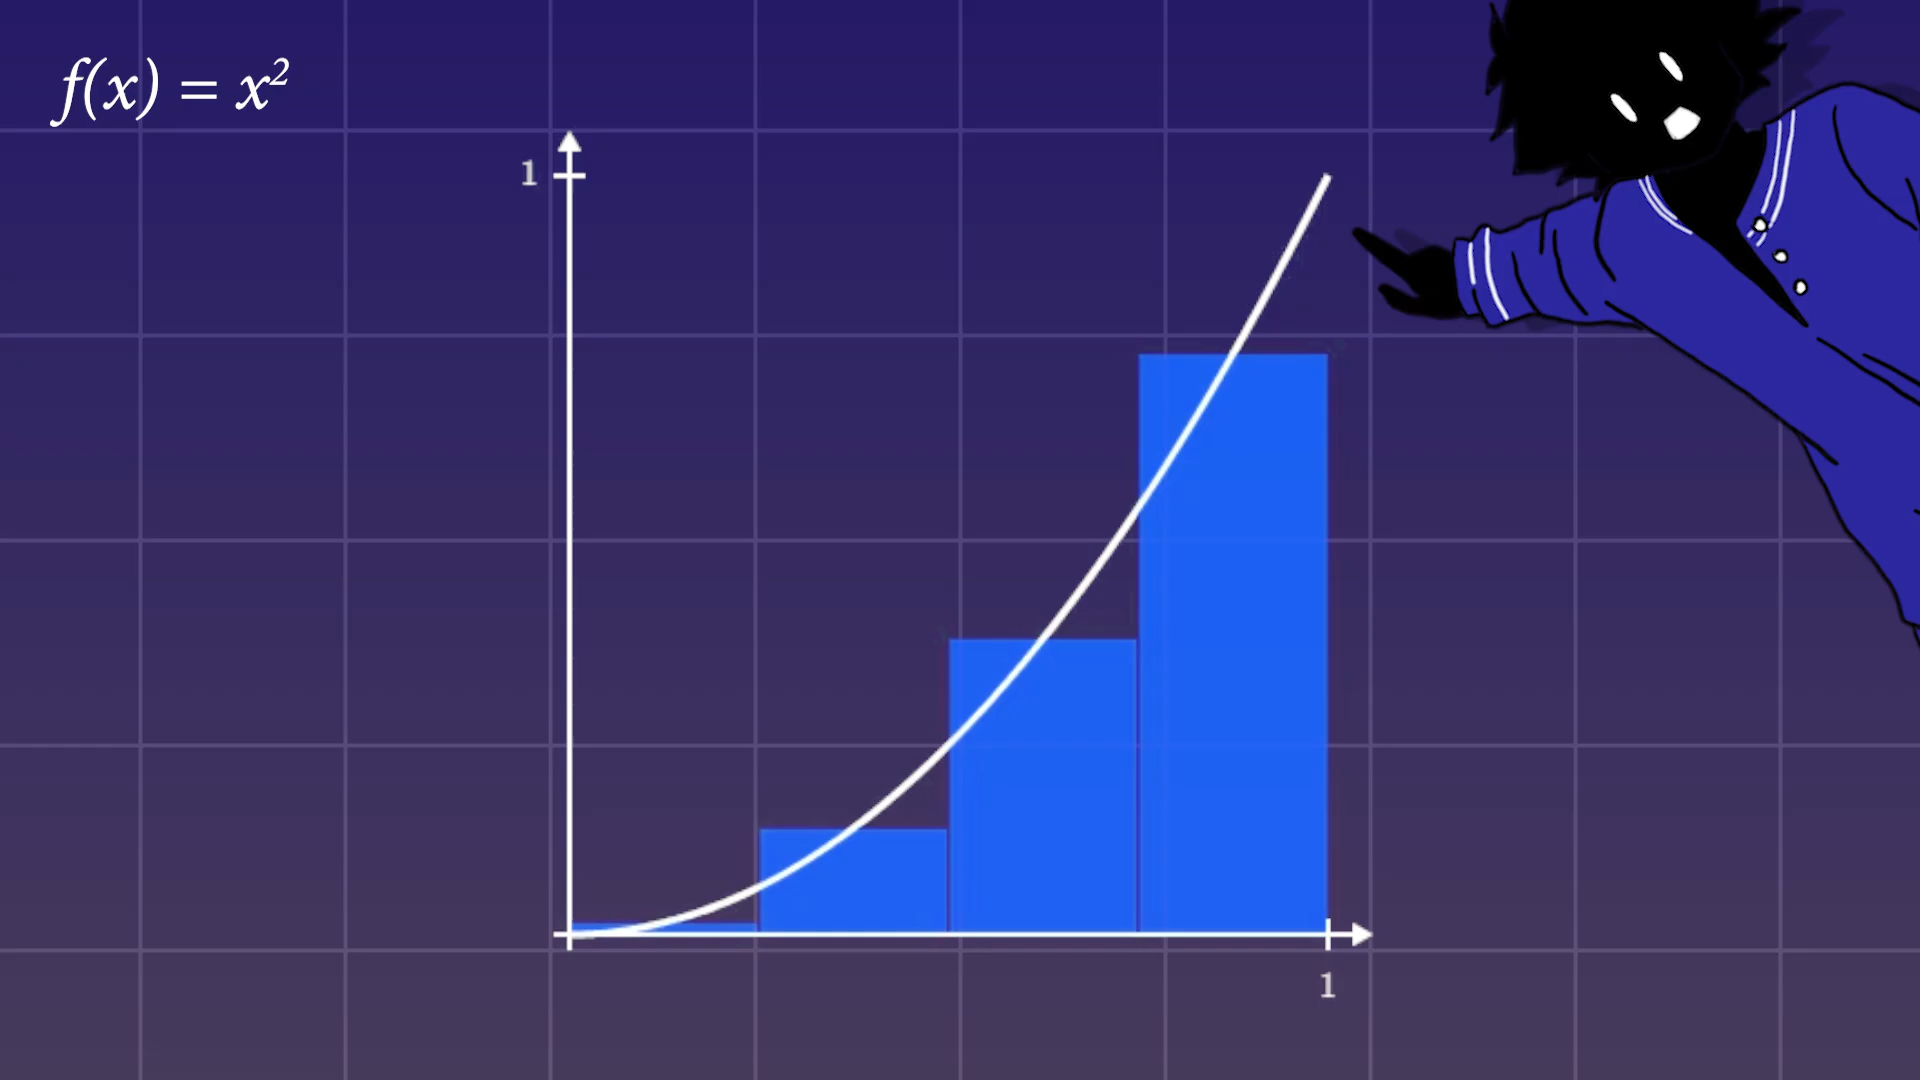 f(x) = x²
1
1